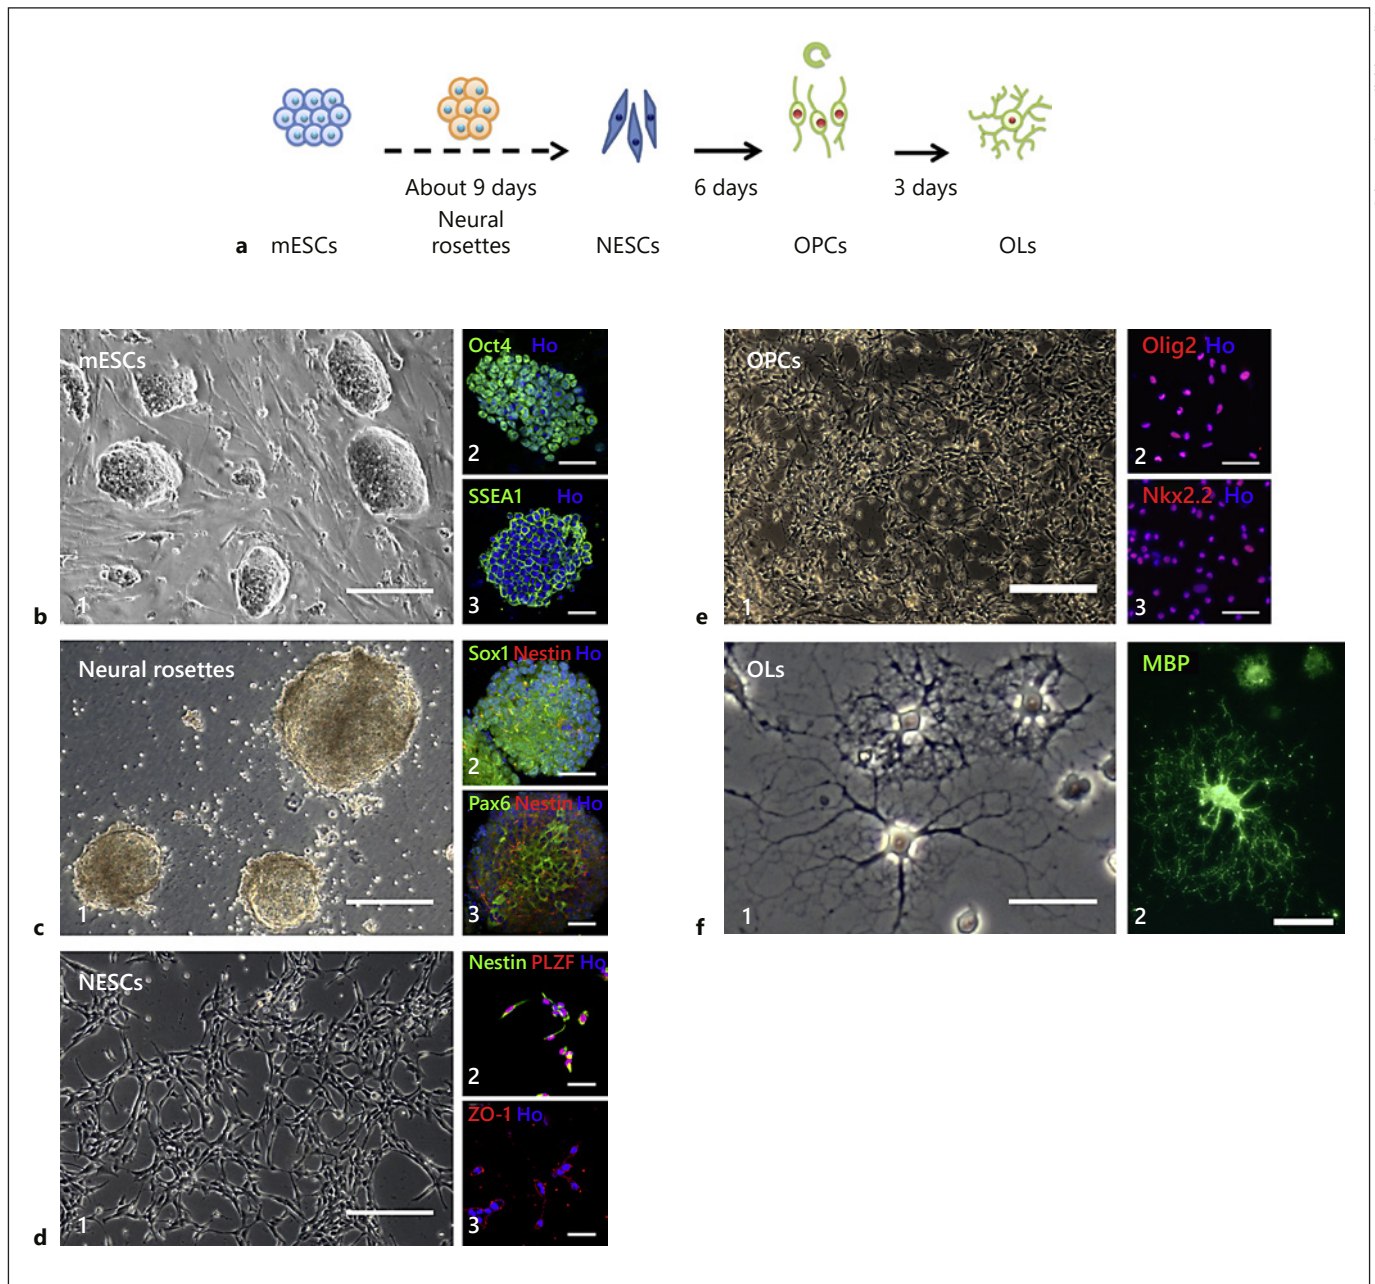 About 9 days
6 days
3 days
Neural
rosettes
a
mESCs
NESCs
OPCs
OLs
mESCs
1
Oct4 Ho
2
SSEA1 Ho
3
b
Neural rosettes
1
Sox1 Nestin Ho
2
Pax6 Nestin Ho
3
c
NESCs
1
Nestin PLZF Ho
2
ZO-1 Ho
3
d
OPCs
1
Olig2 Ho
2
Nkx2.2 Ho
3
e
OLs
1
MBP
2
f